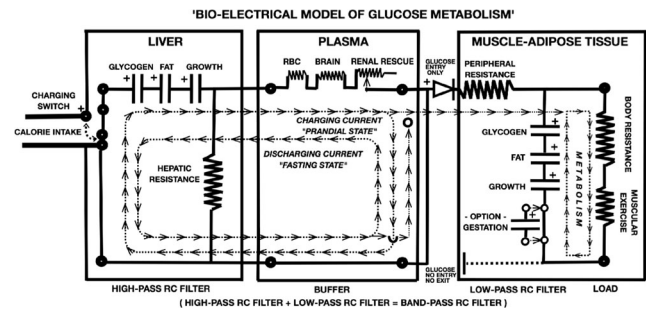 'BIO-ELECTRICAL MODEL OF GLUCOSE METABOLISM'
LIVER
PLASMA
MUSCLE-ADIPOSE TISSUE
GLYCOGEN FAT GROWTH
+ + +
RBC BRAIN RENAL RESCUE
+
GLUCOSE
ENTRY
ONLY
PERIPHERAL
RESISTANCE
+
CHARGING
SWITCH
+
CALORIE INTAKE
CHARGING CURRENT
"PRANDIAL STATE"
DISCHARGING CURRENT
"FASTING STATE"
HEPATIC
RESISTANCE
GLYCOGEN
+
FAT
+
GROWTH
+
- OPTION -
GESTATION
+
METABOLISM
BODY RESISTANCE
MUSCULAR
EXERCISE
GLUCOSE
NO ENTRY
NO EXIT
HIGH-PASS RC FILTER
BUFFER
LOW-PASS RC FILTER
LOAD
( HIGH-PASS RC FILTER + LOW-PASS RC FILTER = BAND-PASS RC FILTER )